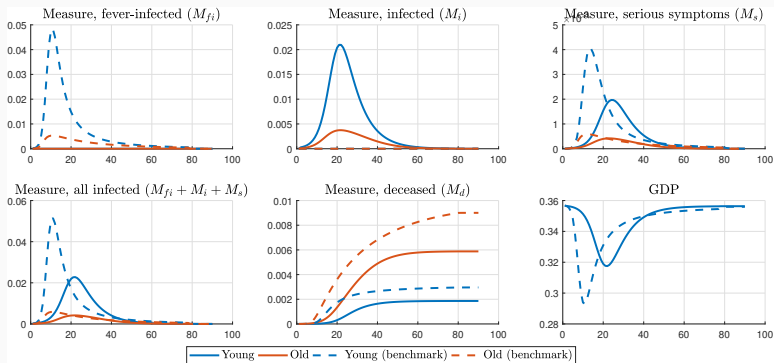 Measure, fever-infected (M_fi)
0.05
0.04
0.03
0.02
0.01
0
0 20 40 60 80 100
Measure, infected (M_i)
0.025
0.02
0.015
0.01
0.005
0
0 20 40 60 80 100
Measure, serious symptoms (M_s)
5
4
3
2
1
0
0 20 40 60 80 100
Measure, all infected (M_fi + M_i + M_s)
0.06
0.04
0.02
0
0 20 40 60 80 100
Measure, deceased (M_d)
0.01
0.008
0.006
0.004
0.002
0
0 20 40 60 80 100
GDP
0.36
0.34
0.32
0.3
0.28
0 20 40 60 80 100
Young Old Young (benchmark) Old (benchmark)